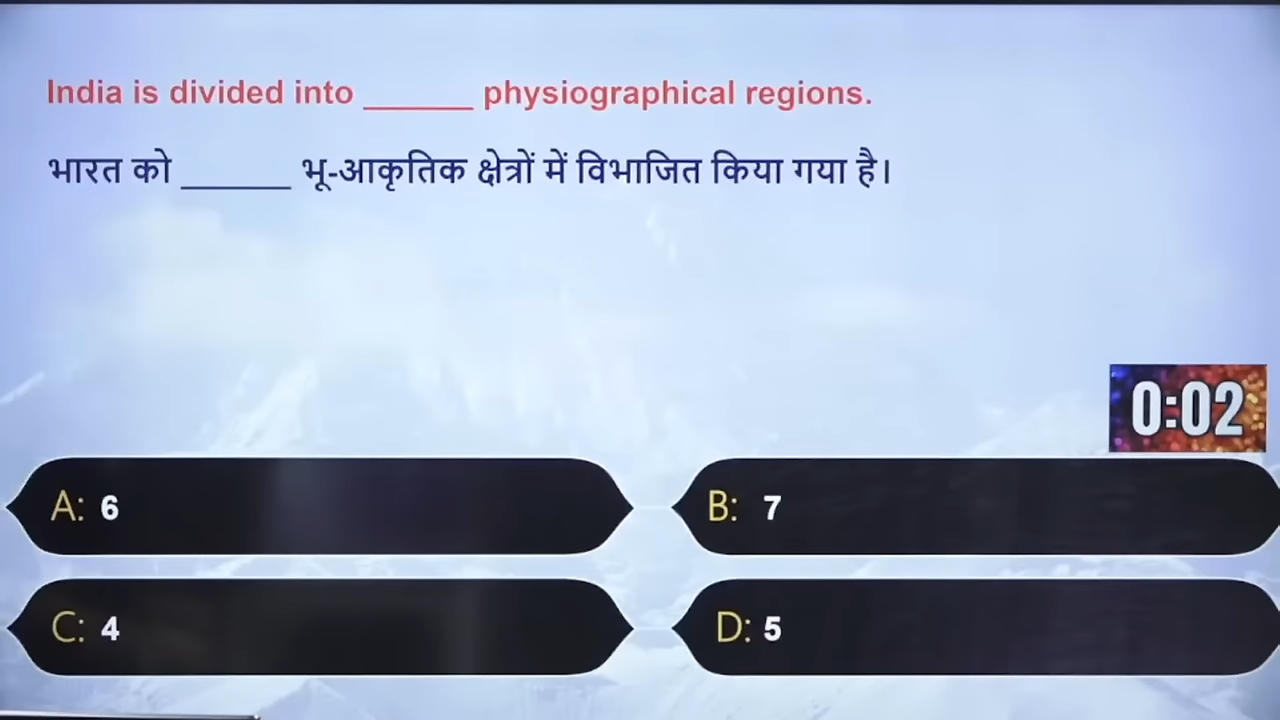 India is divided into ______ physiographical regions.
भारत को ______ भू-आकृतिक क्षेत्रों में विभाजित किया गया है।
0:02
A: 6
B: 7
C: 4
D: 5